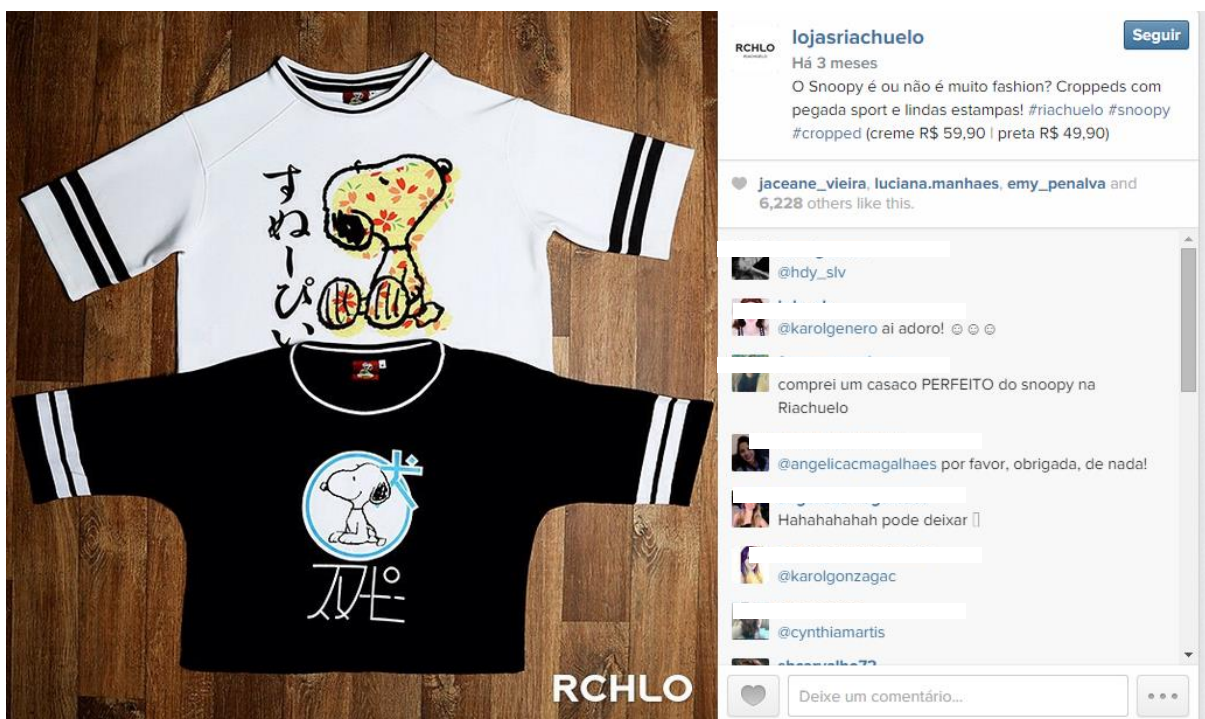 すぬーぴい
犬
スヌピー
RCHLO
RCHLO
RIACHUELO
lojasriachuelo
Seguir
Há 3 meses
O Snoopy é ou não é muito fashion? Croppeds com
pegada sport e lindas estampas! #riachuelo #snoopy
#cropped (creme R$ 59,90 | preta R$ 49,90)
jaceane_vieira, luciana.manhaes, emy_penalva and
6,228 others like this.
@hdy_slv
@karolgenero ai adoro! ☺☺☺
comprei um casaco PERFEITO do snoopy na
Riachuelo
@angelicacmagalhaes por favor, obrigada, de nada!
Hahahahahah pode deixar
@karolgonzagac
@cynthiamartis
Deixe um comentário...